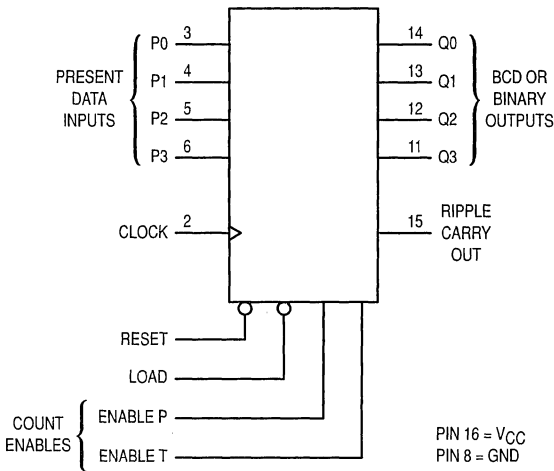 P0 3
P1 4
P2 5
P3 6
PRESENT
DATA
INPUTS
14 Q0
13 Q1
12 Q2
11 Q3
BCD OR
BINARY
OUTPUTS
CLOCK 2
15 RIPPLE
CARRY
OUT
RESET
LOAD
COUNT
ENABLES
ENABLE P
ENABLE T
PIN 16 = VCC
PIN 8 = GND